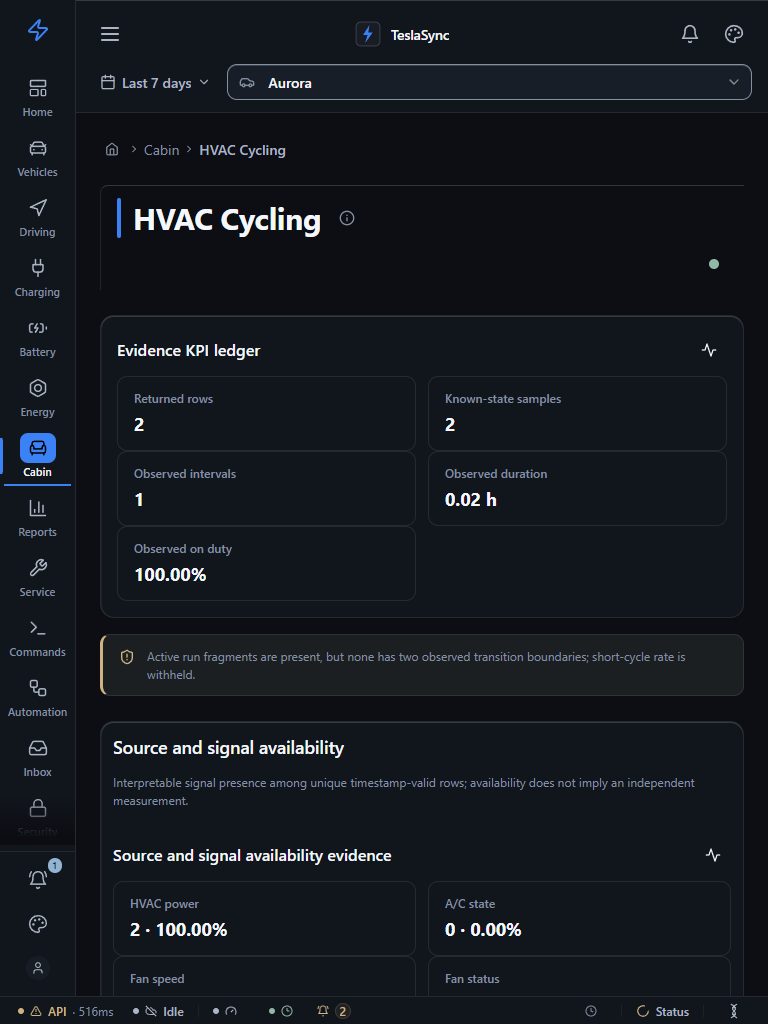 TeslaSync
Last 7 days
Aurora
Home
Vehicles
Driving
Charging
Battery
Energy
Cabin
Reports
Service
Commands
Automation
Inbox
Security
1
Cabin
HVAC Cycling
HVAC Cycling
Evidence KPI ledger
Returned rows
2
Known-state samples
2
Observed intervals
1
Observed duration
0.02 h
Observed on duty
100.00%
Active run fragments are present, but none has two observed transition boundaries; short-cycle rate is
withheld.
Source and signal availability
Interpretable signal presence among unique timestamp-valid rows; availability does not imply an independent
measurement.
Source and signal availability evidence
HVAC power
2 · 100.00%
A/C state
0 · 0.00%
Fan speed
Fan status
API · 516ms
Idle
2
Status